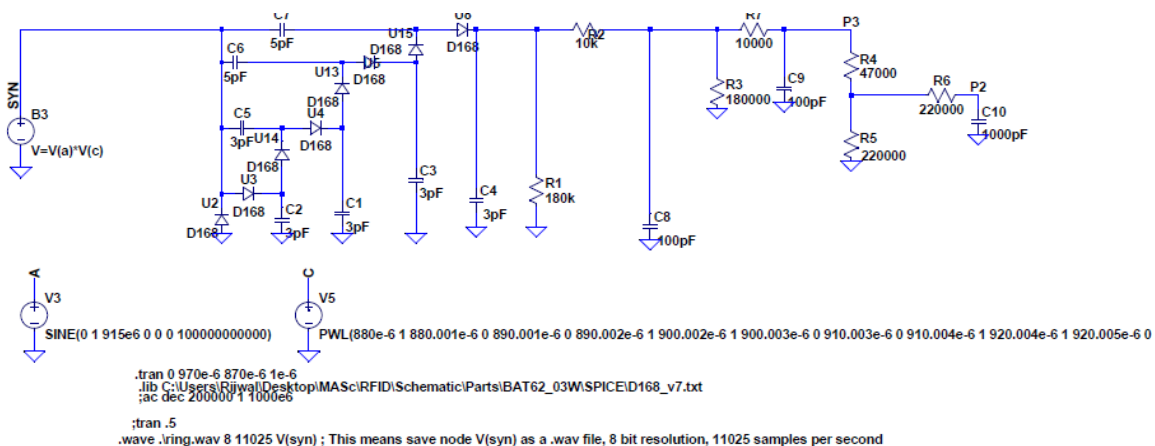 C7
5pF
U8
D168
U15
D168
R2
10k
R7
10000
P3
C6
5pF
D168
D5
U13
D168
R4
47000
SYN
B3
V=V(a)*V(c)
C5
3pF
U4
D168
U14
D168
R3
180000
C9
100pF
R6
220000
P2
C10
1000pF
R5
220000
U3
D168
U2
D168
C2
3pF
C1
3pF
C3
3pF
C4
3pF
R1
180k
C8
100pF
A
V3
SINE(0 1 915e6 0 0 0 100000000000)
C
V5
PWL(880e-6 1 880.001e-6 0 890.001e-6 0 890.002e-6 1 900.002e-6 1 900.003e-6 0 910.003e-6 0 910.004e-6 1 920.004e-6 1 920.005e-6 0
.tran 0 970e-6 870e-6 1e-6
.lib C:\Users\Rijwal\Desktop\MASc\RFID\Schematic\Parts\BAT62_03W\SPICE\D168_v7.txt
;ac dec 200000 1 1000e6
;tran .5
.wave .\ring.wav 8 11025 V(syn) ; This means save node V(syn) as a .wav file, 8 bit resolution, 11025 samples per second